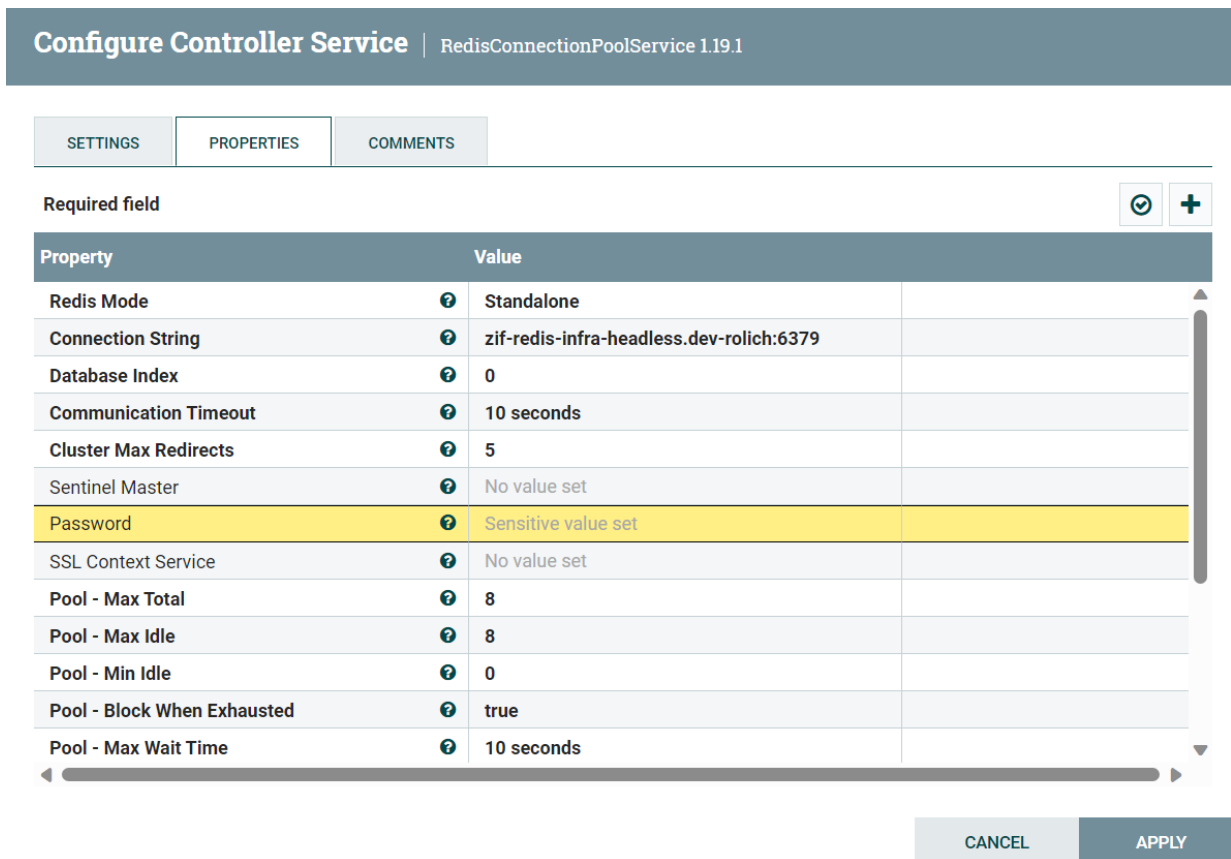 Configure Controller Service | RedisConnectionPoolService 1.19.1
SETTINGS PROPERTIES COMMENTS
Required field
Property Value
Redis Mode Standalone
Connection String zif-redis-infra-headless.dev-rolich:6379
Database Index 0
Communication Timeout 10 seconds
Cluster Max Redirects 5
Sentinel Master No value set
Password Sensitive value set
SSL Context Service No value set
Pool - Max Total 8
Pool - Max Idle 8
Pool - Min Idle 0
Pool - Block When Exhausted true
Pool - Max Wait Time 10 seconds
CANCEL APPLY